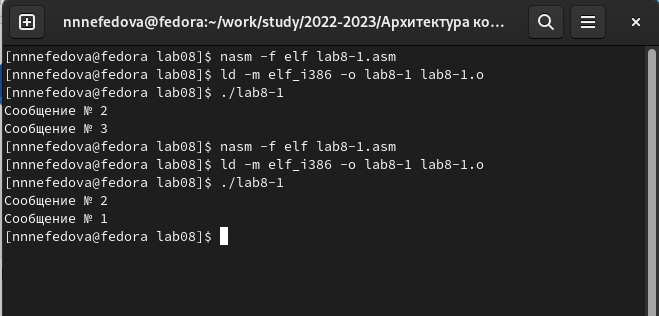 nnnefedova@fedora:~/work/study/2022-2023/Архитектура ко...
[nnnefedova@fedora lab08]$ nasm -f elf lab8-1.asm
[nnnefedova@fedora lab08]$ ld -m elf_i386 -o lab8-1 lab8-1.o
[nnnefedova@fedora lab08]$ ./lab8-1
Сообщение № 2
Сообщение № 3
[nnnefedova@fedora lab08]$ nasm -f elf lab8-1.asm
[nnnefedova@fedora lab08]$ ld -m elf_i386 -o lab8-1 lab8-1.o
[nnnefedova@fedora lab08]$ ./lab8-1
Сообщение № 2
Сообщение № 1
[nnnefedova@fedora lab08]$